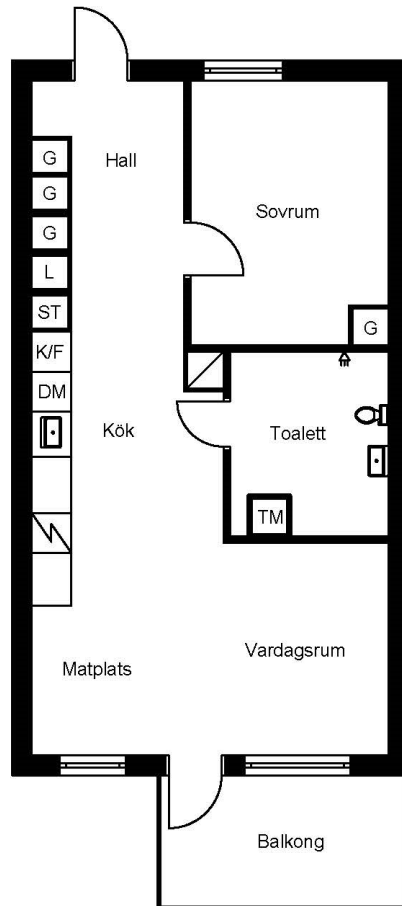 G
Hall
G
Sovrum
G
L
ST
G
K/F
DM
Kök
Toalett
TM
Vardagsrum
Matplats
Balkong